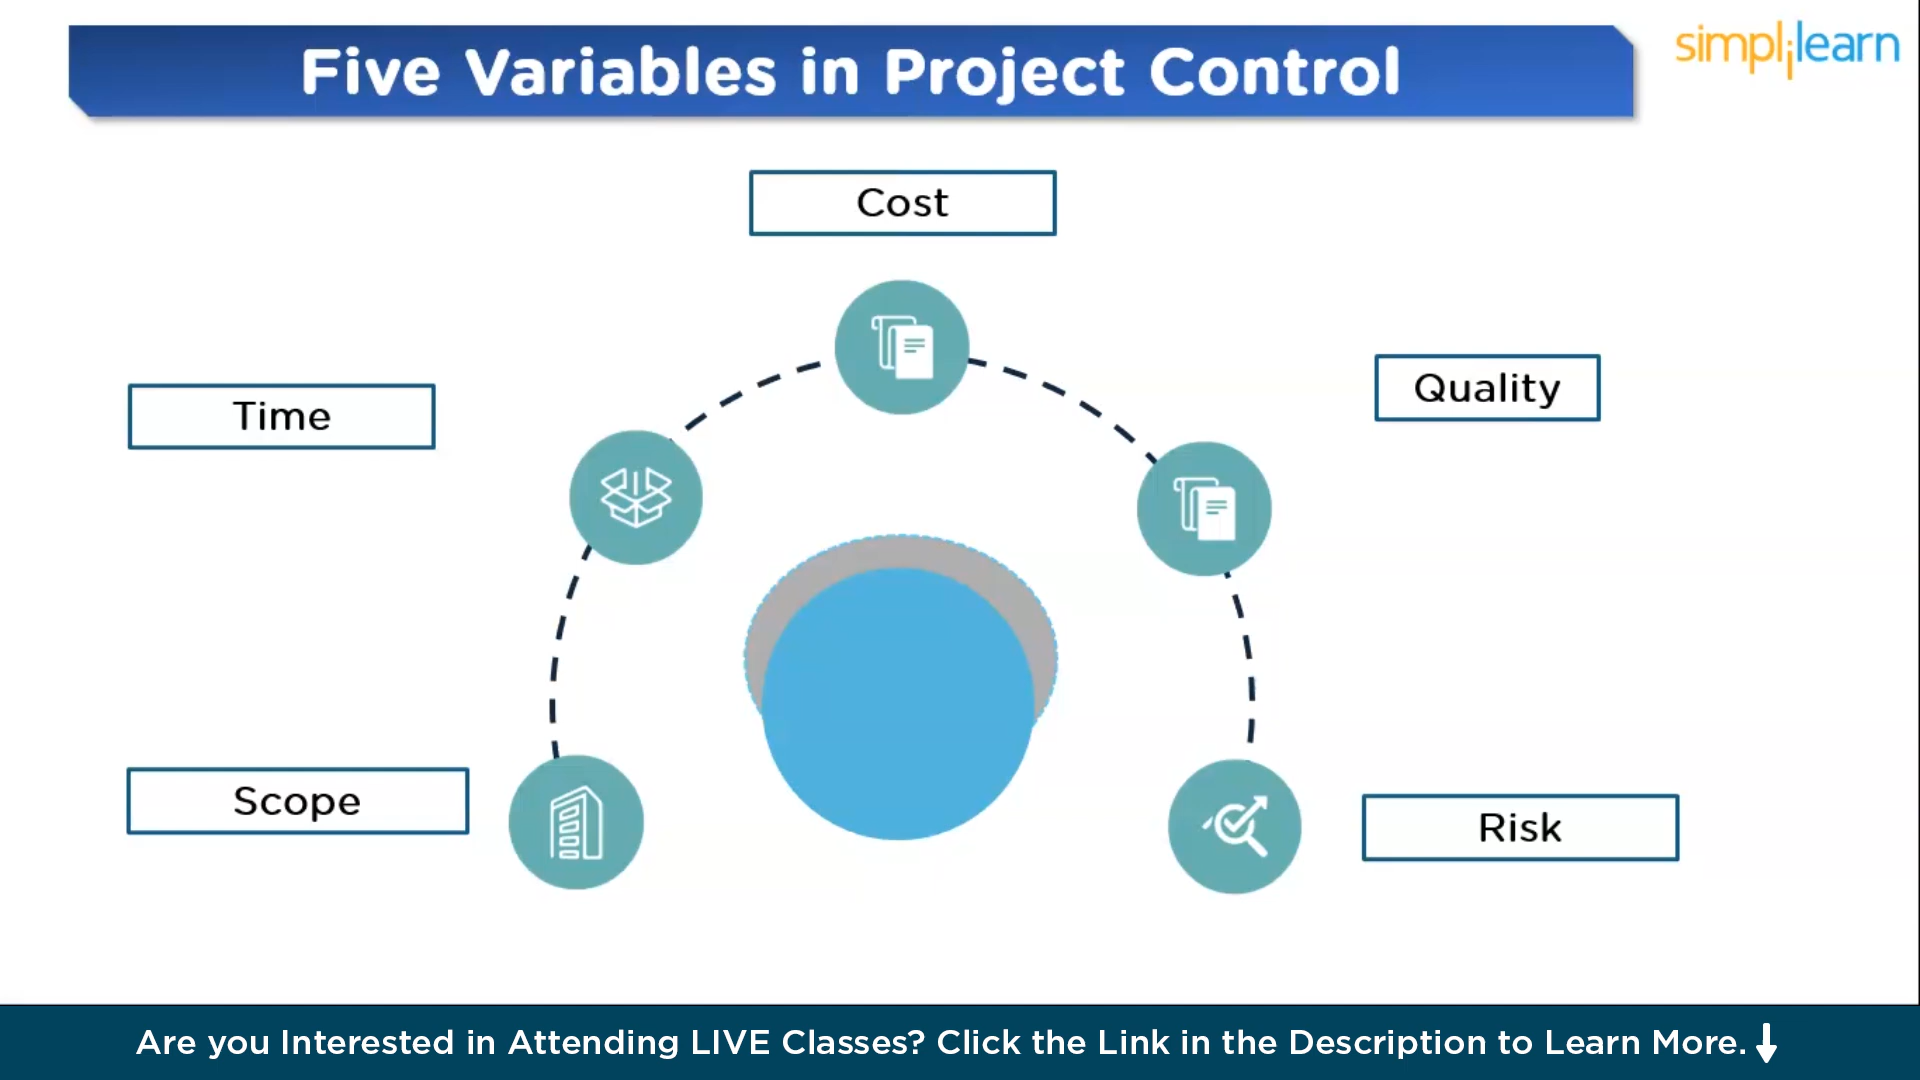 Five Variables in Project Control
simplilearn
Cost
Time
Quality
Scope
Risk
Are you Interested in Attending LIVE Classes? Click the Link in the Description to Learn More.